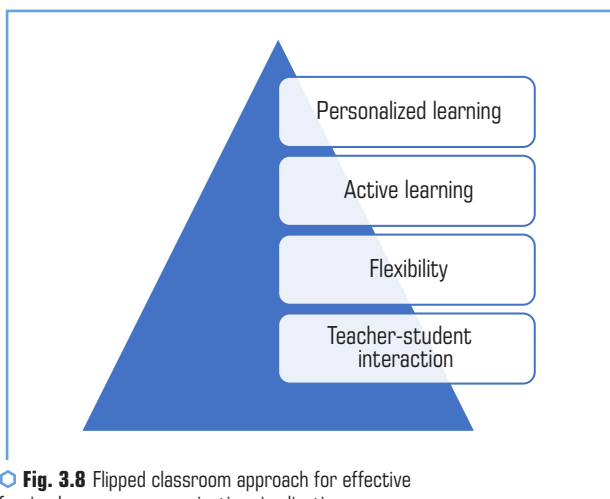 Personalized learning
Active learning
Flexibility
Teacher-student
interaction
Fig. 3.8 Flipped classroom approach for effective